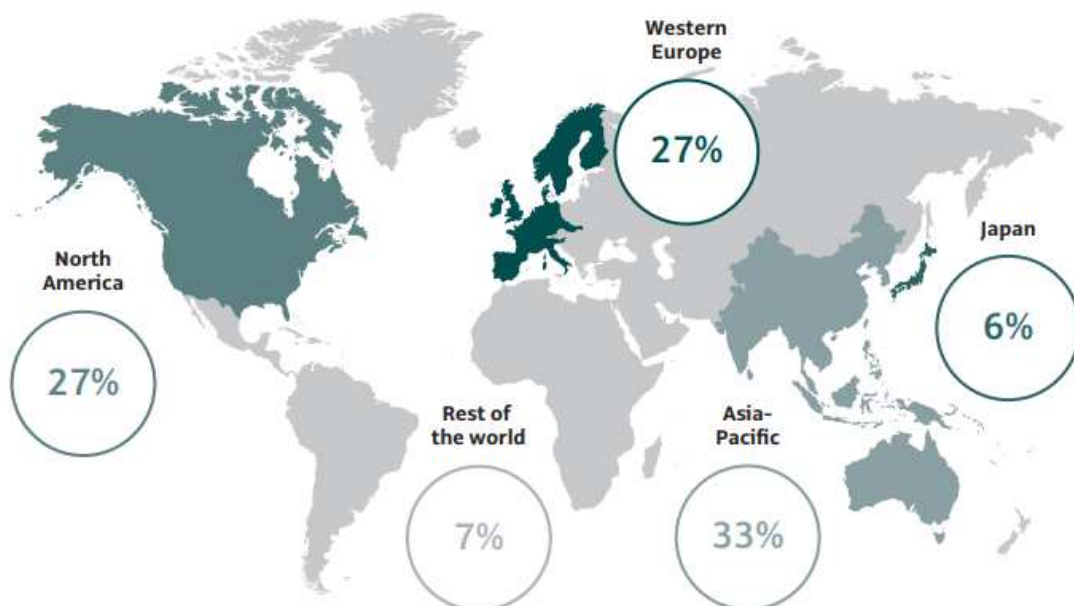 Western
Europe
27%
North
America
27%
Japan
6%
Rest of
the world
7%
Asia-
Pacific
33%